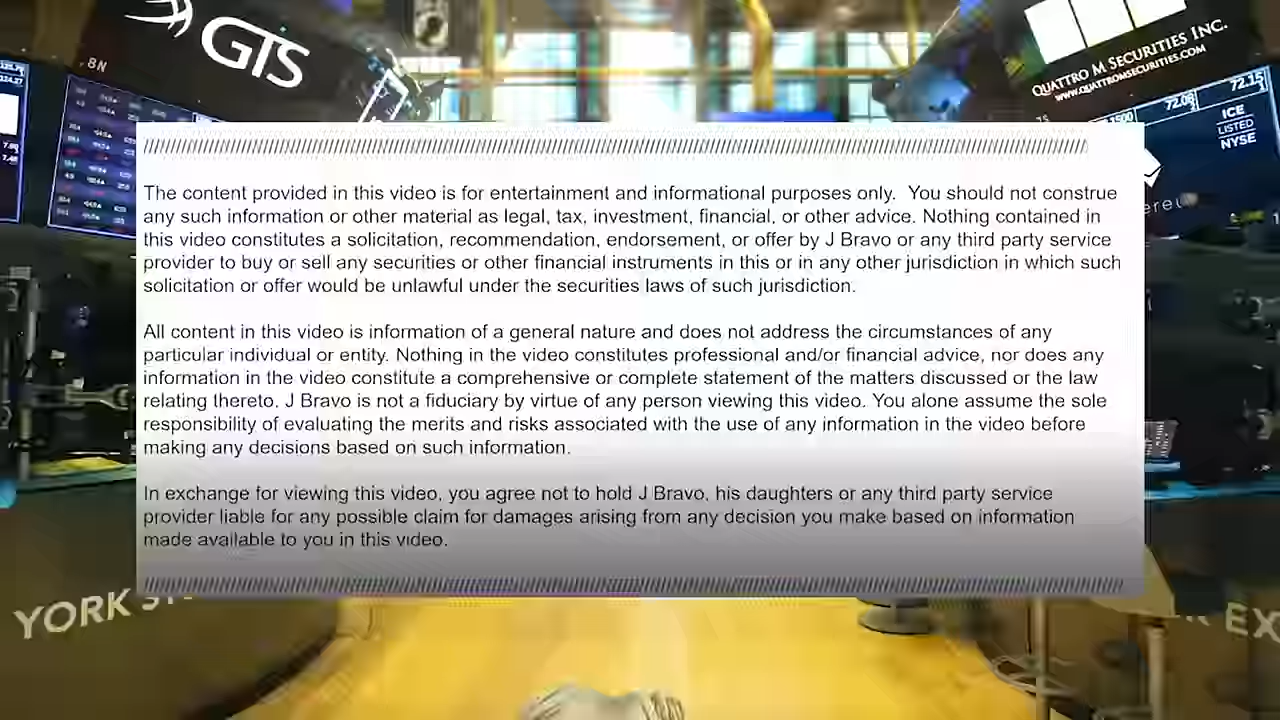 GTS
QUATTRO M SECURITIES INC.
WWW.QUATTROMSECURITIES.COM
72.08
72.15
ICE
LISTED
NYSE
////////////////////////////////////////////////////////////////////////////////////////////////////////////////////////
The content provided in this video is for entertainment and informational purposes only.  You should not construe
any such information or other material as legal, tax, investment, financial, or other advice. Nothing contained in
this video constitutes a solicitation, recommendation, endorsement, or offer by J Bravo or any third party service
provider to buy or sell any securities or other financial instruments in this or in any other jurisdiction in which such
solicitation or offer would be unlawful under the securities laws of such jurisdiction.
All content in this video is information of a general nature and does not address the circumstances of any
particular individual or entity. Nothing in the video constitutes professional and/or financial advice, nor does any
information in the video constitute a comprehensive or complete statement of the matters discussed or the law
relating thereto. J Bravo is not a fiduciary by virtue of any person viewing this video. You alone assume the sole
responsibility of evaluating the merits and risks associated with the use of any information in the video before
making any decisions based on such information.
In exchange for viewing this video, you agree not to hold J Bravo, his daughters or any third party service
provider liable for any possible claim for damages arising from any decision you make based on information
made available to you in this video.
////////////////////////////////////////////////////////////////////////////////////////////////////////////////////////
YORK
EX